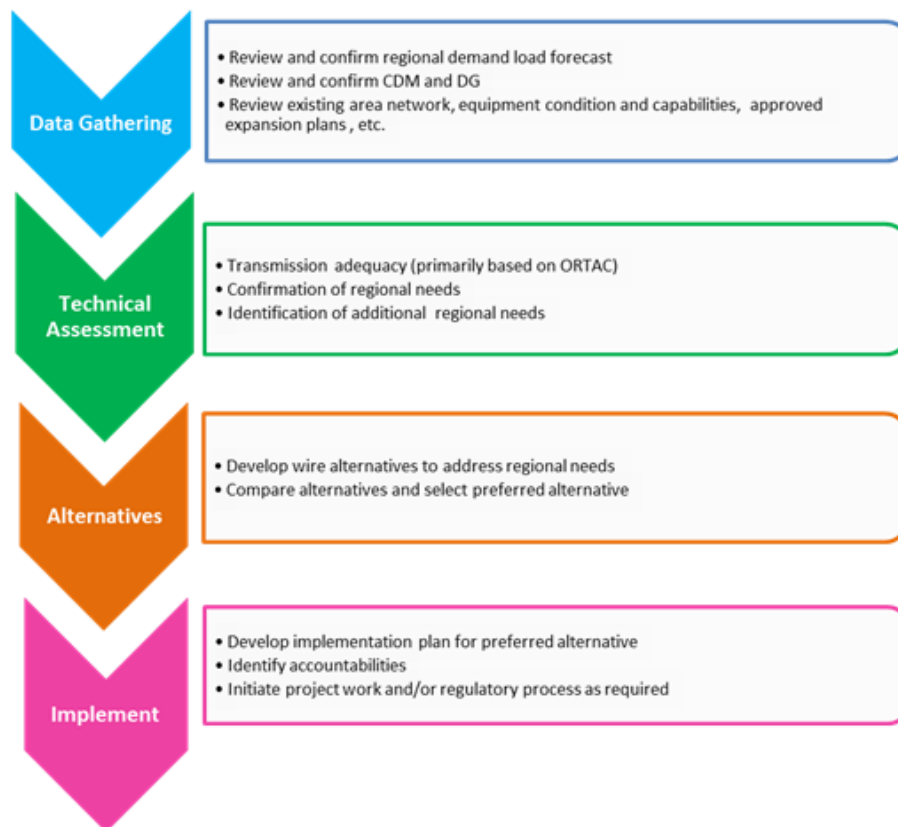 Data Gathering
• Review and confirm regional demand load forecast
• Review and confirm CDM and DG
• Review existing area network, equipment condition and capabilities, approved
expansion plans , etc.
Technical
Assessment
• Transmission adequacy (primarily based on ORTAC)
• Confirmation of regional needs
• Identification of additional regional needs
Alternatives
• Develop wire alternatives to address regional needs
• Compare alternatives and select preferred alternative
Implement
• Develop implementation plan for preferred alternative
• Identify accountabilities
• Initiate project work and/or regulatory process as required